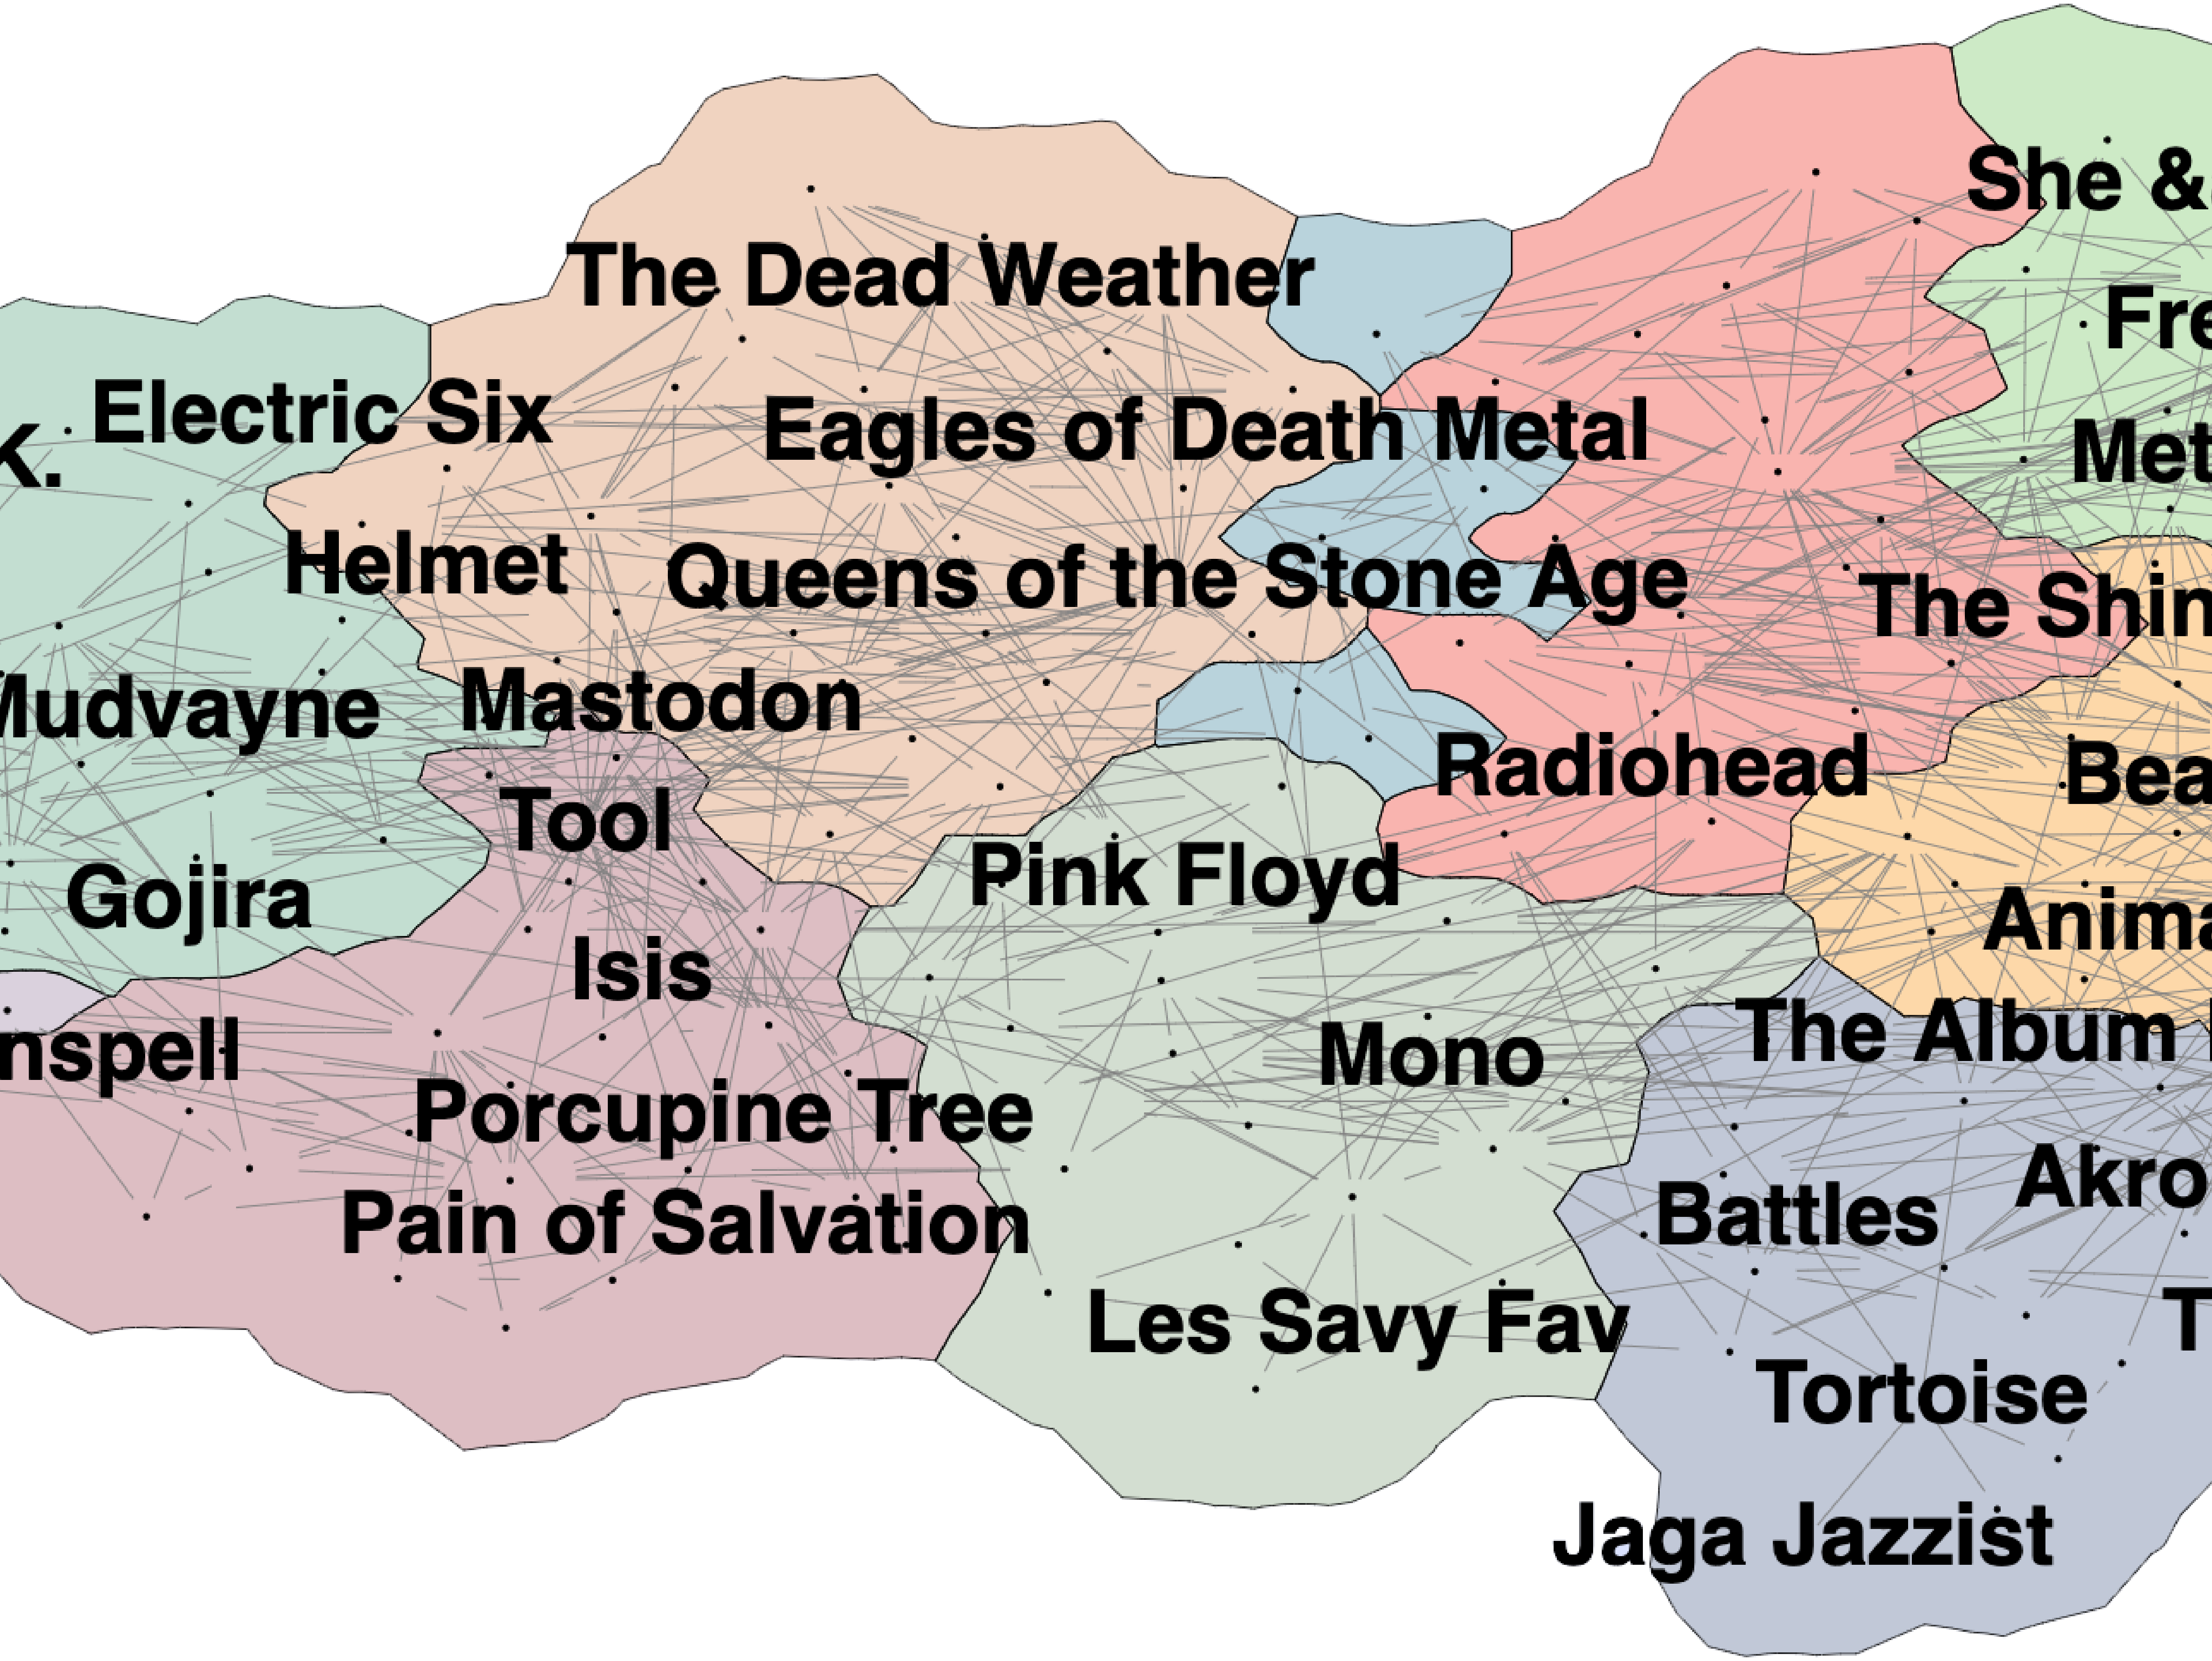 She &
The Dead Weather
Fre
Electric Six
Eagles of Death Metal
K.
Met
Helmet
Queens of the Stone Age
The Shin
Mastodon
Mudvayne
Radiohead
Bea
Tool
Pink Floyd
Gojira
Anima
Isis
The Album
nspell
Mono
Porcupine Tree
Akro
Pain of Salvation
Battles
Les Savy Fav
T
Tortoise
Jaga Jazzist